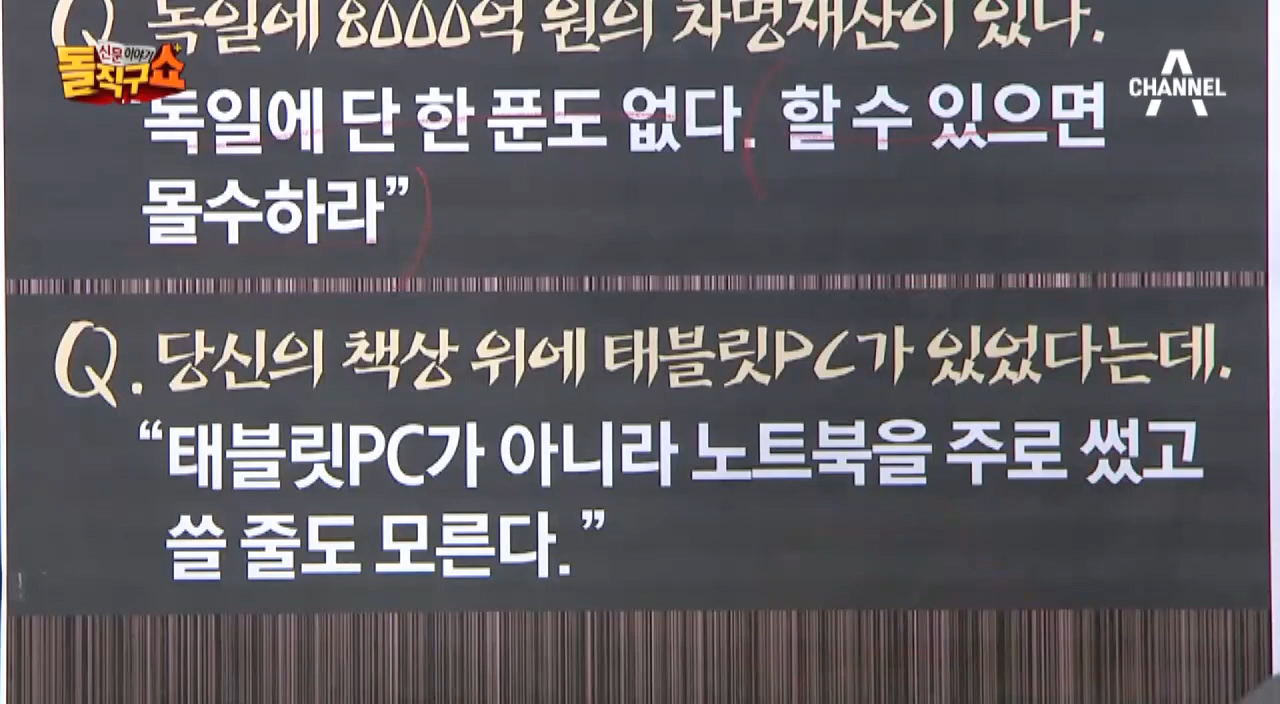 Q. 독일에 8000억 원의 차명재산이 있다.
신문이야기
돌직구쇼+
CHANNEL A
“독일에 단 한 푼도 없다. 할 수 있으면
몰수하라”
Q. 당신의 책상 위에 태블릿PC가 있었다는데.
“태블릿PC가 아니라 노트북을 주로 썼고
쓸 줄도 모른다.”